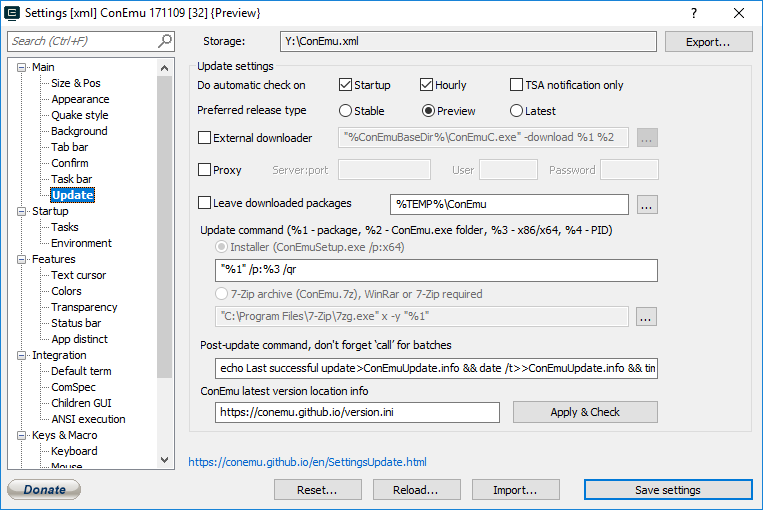 Settings [xml] ConEmu 171109 [32] {Preview}
?
Search (Ctrl+F)
Storage:
Y:\ConEmu.xml
Export...
Main
Size & Pos
Appearance
Quake style
Background
Tab bar
Confirm
Task bar
Update
Startup
Tasks
Environment
Features
Text cursor
Colors
Transparency
Status bar
App distinct
Integration
Default term
ComSpec
Children GUI
ANSI execution
Keys & Macro
Keyboard
Mouse
Update settings
Do automatic check on Startup Hourly TSA notification only
Preferred release type Stable Preview Latest
External downloader "%ConEmuBaseDir%\ConEmuC.exe" -download %1 %2 ...
Proxy Server:port User Password
Leave downloaded packages %TEMP%\ConEmu ...
Update command (%1 - package, %2 - ConEmu.exe folder, %3 - x86/x64, %4 - PID)
Installer (ConEmuSetup.exe /p:x64)
"%1" /p:%3 /qr
7-Zip archive (ConEmu.7z), WinRar or 7-Zip required
"C:\Program Files\7-Zip\7zg.exe" x -y "%1" ...
Post-update command, don't forget ‘call’ for batches
echo Last successful update>ConEmuUpdate.info && date /t>>ConEmuUpdate.info && tim
ConEmu latest version location info
https://conemu.github.io/version.ini Apply & Check
https://conemu.github.io/en/SettingsUpdate.html
Donate Reset... Reload... Import... Save settings